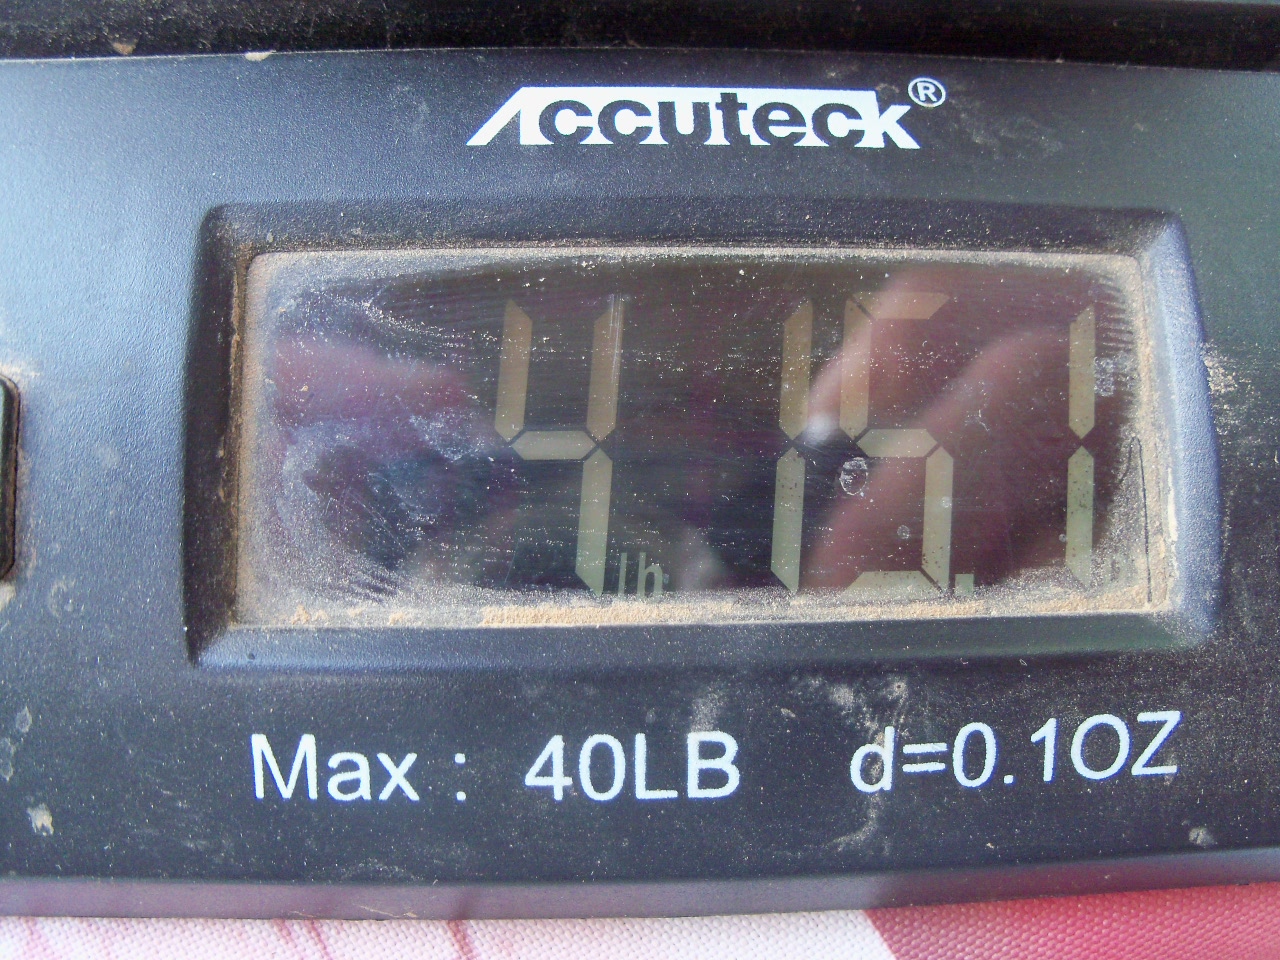 Accuteck®
4 lb 15.1
Max : 40LB d=0.1OZ